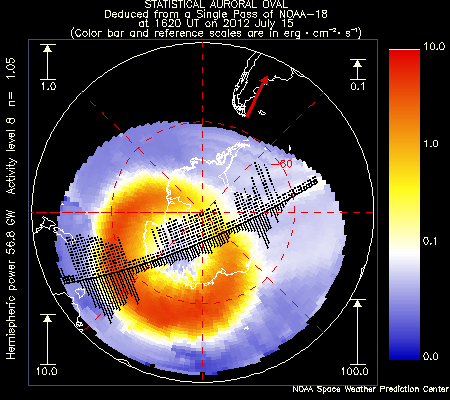 STATISTICAL AURORAL OVAL
Deduced from a Single Pass of NOAA-18
at 1620 UT on 2012 July 15
(Color bar and reference scales are in erg · cm⁻² · s⁻¹)
Hemispheric power 56.8 GW Activity level 8 n= 1.05
1.0
0.1
10.0
100.0
-60
10.0
1.0
0.1
0.0
NOAA Space Weather Prediction Center